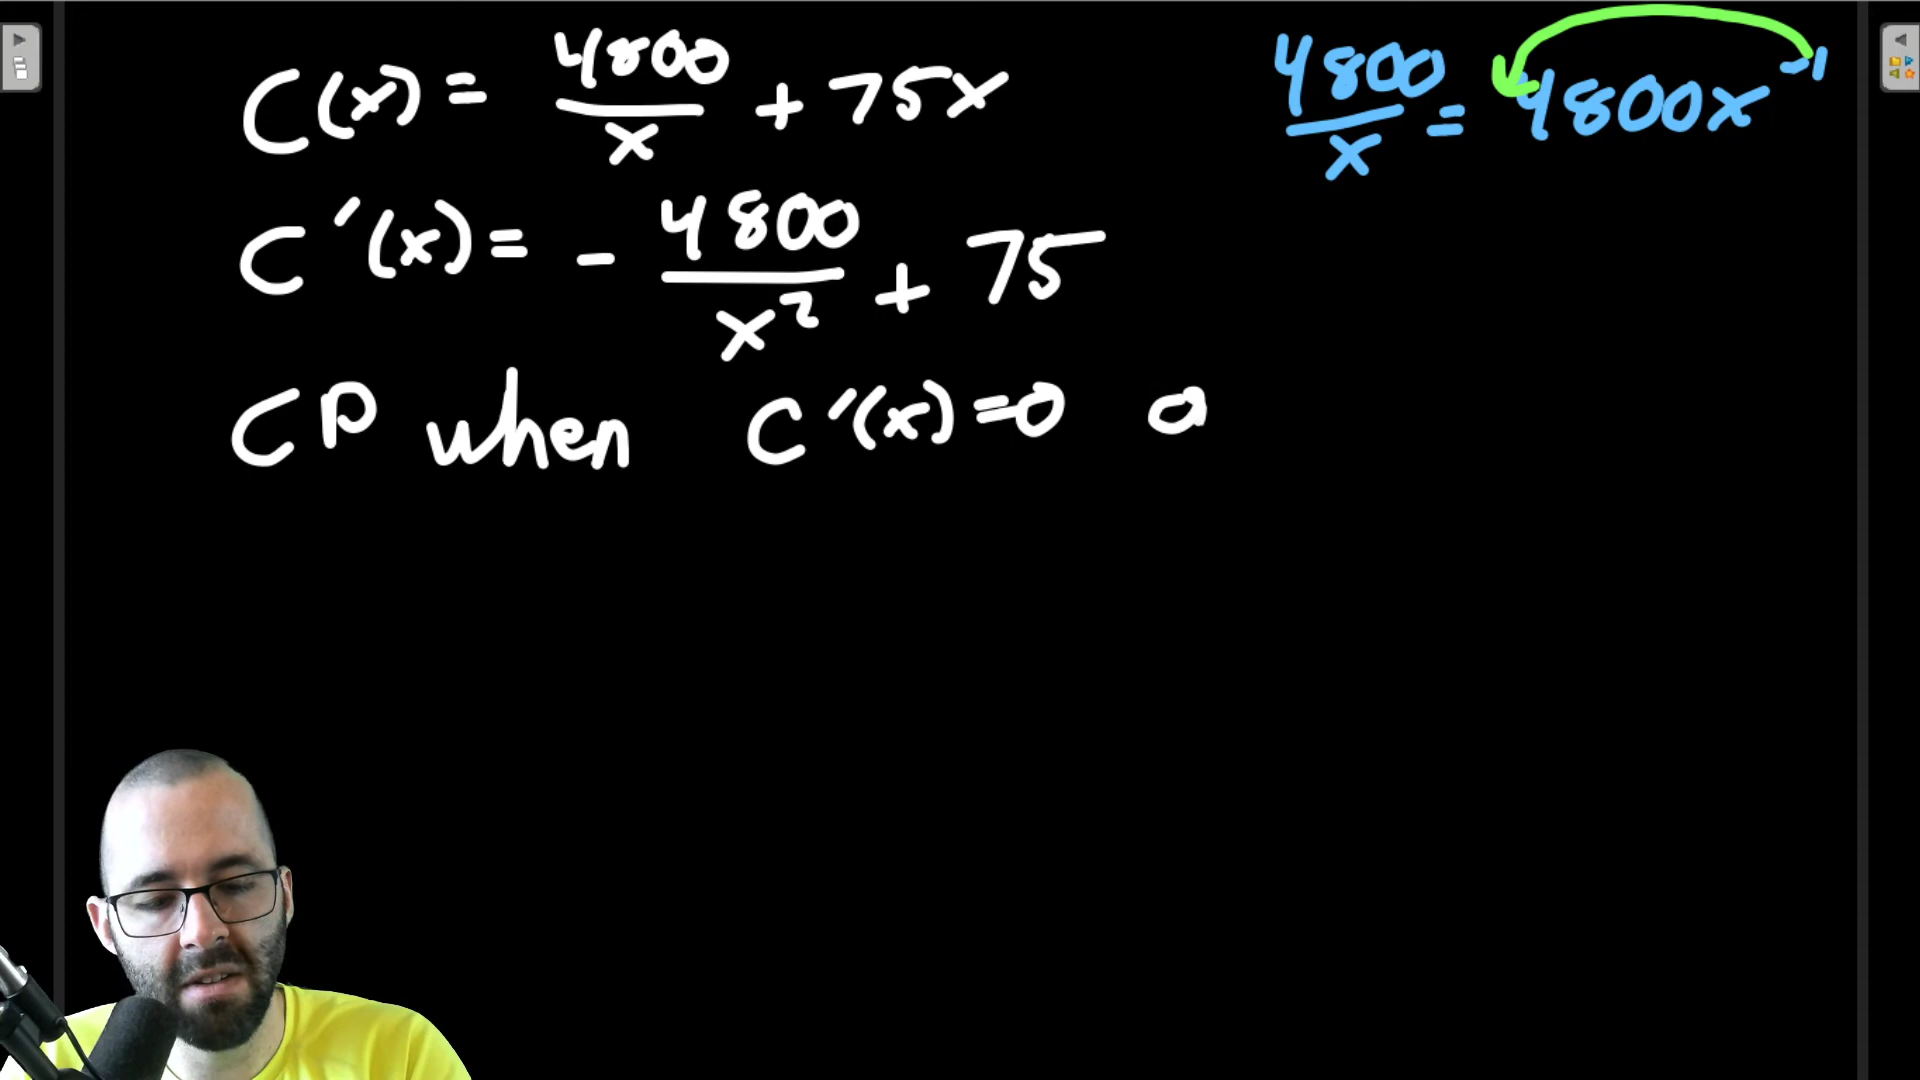 C(x) = 4800/x + 75x
4800/x = 4800x⁻¹
C'(x) = - 4800/x² + 75
CP when C'(x)=0 o